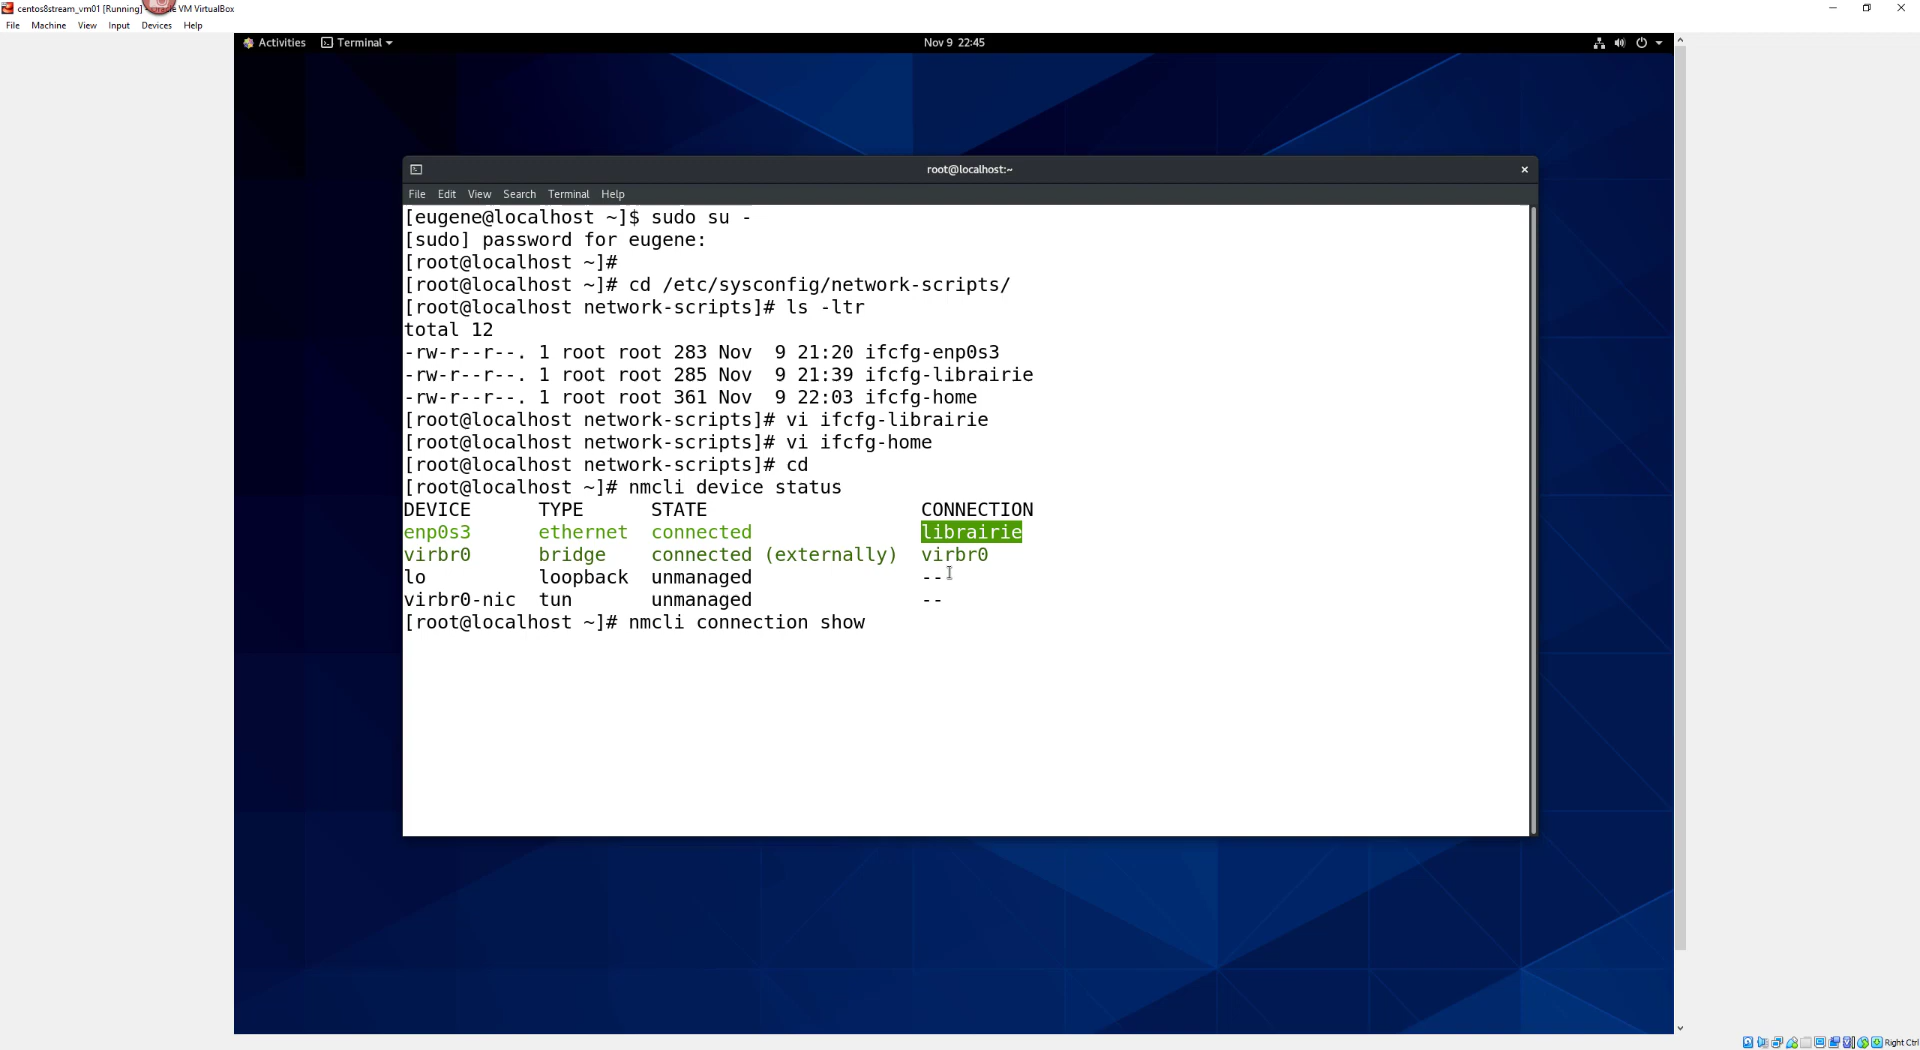 centos8stream_vm01 [Running] - Oracle VM VirtualBox
File Machine View Input Devices Help
Activities Terminal Nov 9 22:45
root@localhost:~
File Edit View Search Terminal Help
[eugene@localhost ~]$ sudo su -
[sudo] password for eugene:
[root@localhost ~]#
[root@localhost ~]# cd /etc/sysconfig/network-scripts/
[root@localhost network-scripts]# ls -ltr
total 12
-rw-r--r--. 1 root root 283 Nov  9 21:20 ifcfg-enp0s3
-rw-r--r--. 1 root root 285 Nov  9 21:39 ifcfg-librairie
-rw-r--r--. 1 root root 361 Nov  9 22:03 ifcfg-home
[root@localhost network-scripts]# vi ifcfg-librairie
[root@localhost network-scripts]# vi ifcfg-home
[root@localhost network-scripts]# cd
[root@localhost ~]# nmcli device status
DEVICE      TYPE      STATE                   CONNECTION
enp0s3      ethernet  connected               librairie
virbr0      bridge    connected (externally)  virbr0
lo          loopback  unmanaged               --
virbr0-nic  tun       unmanaged               --
[root@localhost ~]# nmcli connection show
Right Ctrl